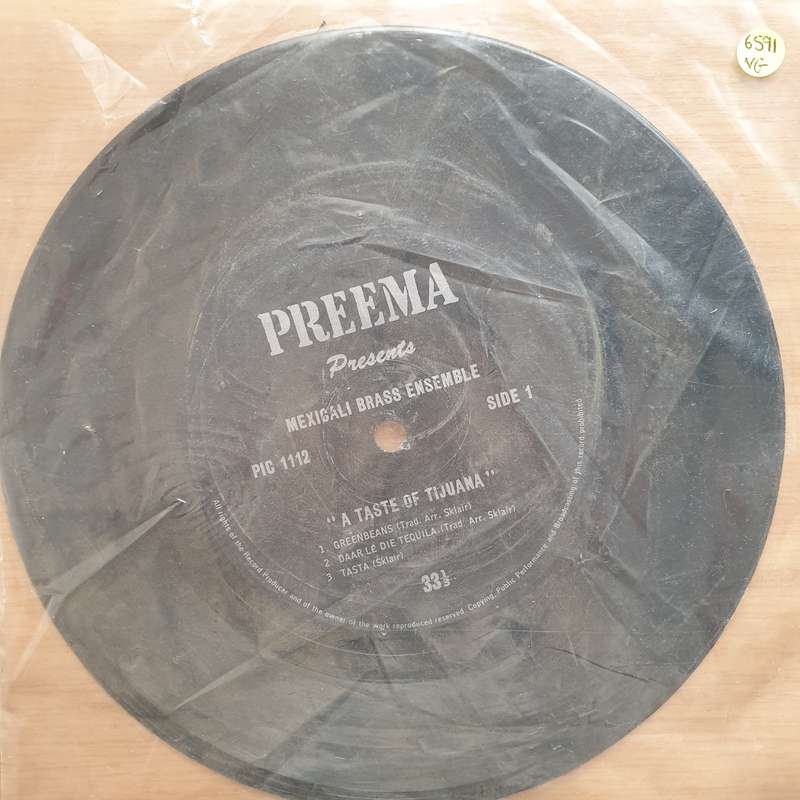 6591
VG-
PREEMA
Presents
MEXICALI BRASS ENSEMBLE
SIDE 1
PIC 1112
"A TASTE OF TIJUANA"
1. GREENBEANS (Trad. Arr. Sklair)
2 DAAR LÊ DIE TEQUILA (Trad. Arr. Sklair)
3 TASTA (Sklair)
33⅓
All rights of the Record Producer and of the owner of the work reproduced reserved. Copying, Public Performance and Broadcasting of this record prohibited